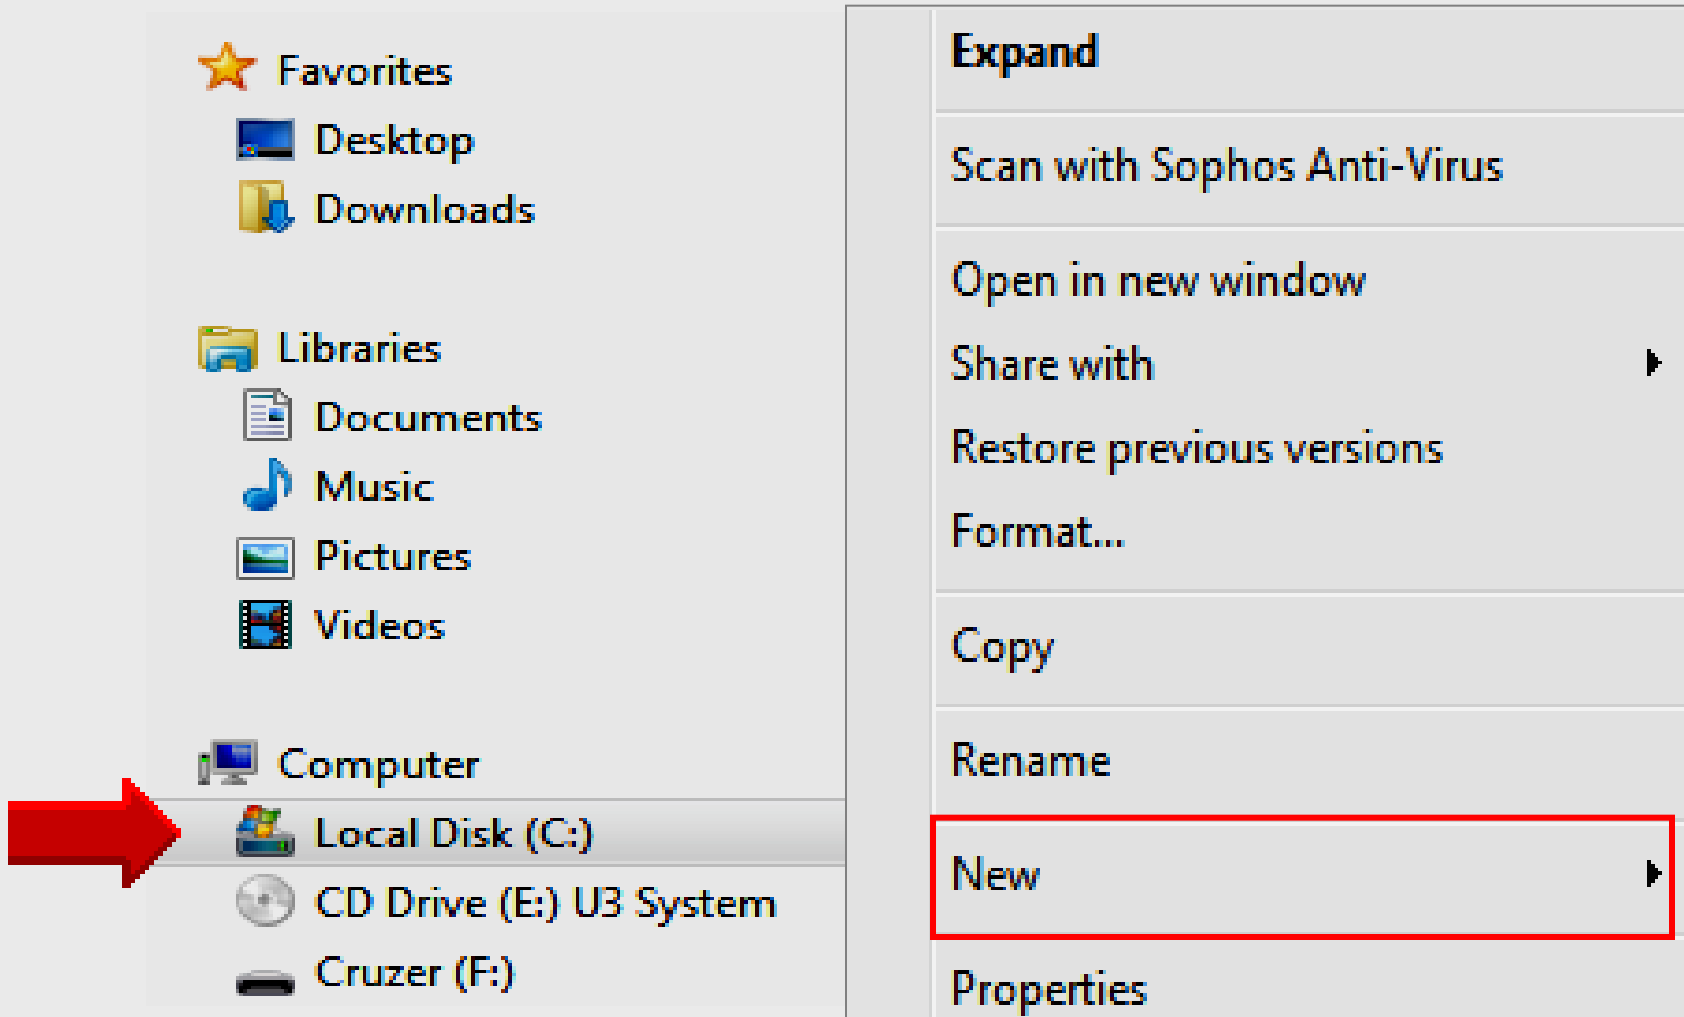 Favorites
Desktop
Downloads
Libraries
Documents
Music
Pictures
Videos
Computer
Local Disk (C:)
CD Drive (E:) U3 System
Cruzer (F:)
Expand
Scan with Sophos Anti-Virus
Open in new window
Share with
Restore previous versions
Format...
Copy
Rename
New
Properties